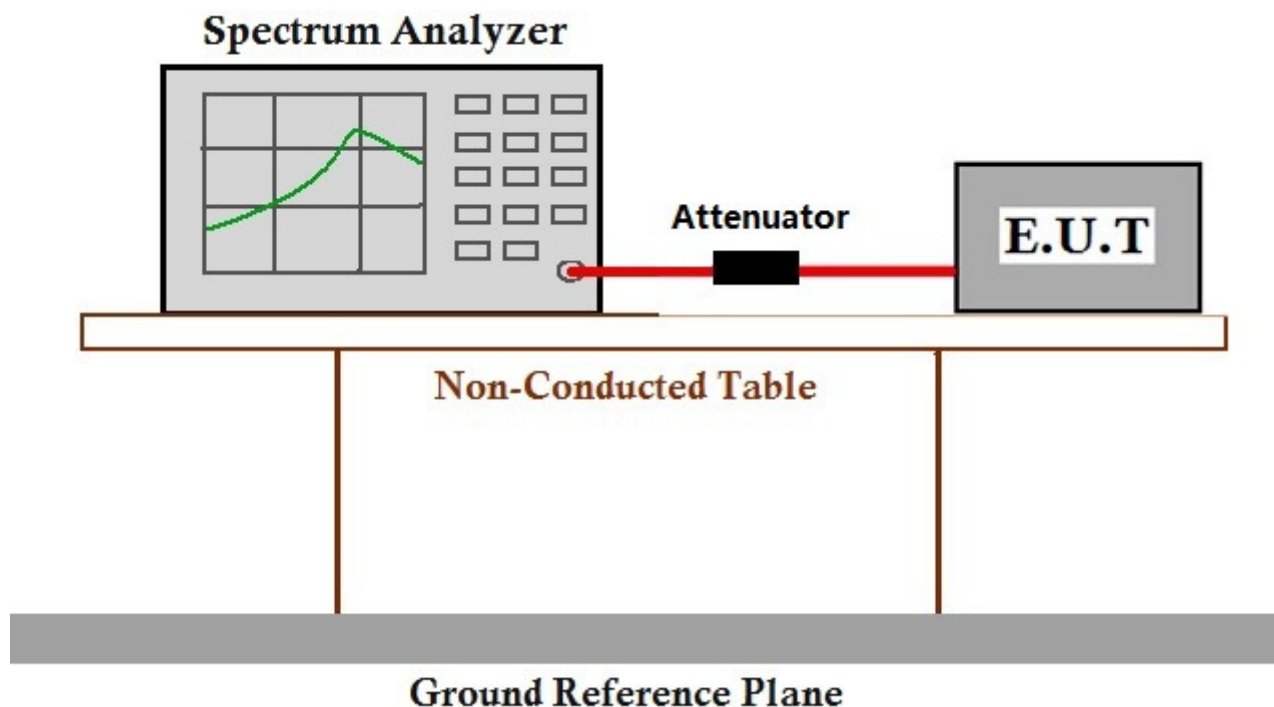 Spectrum Analyzer
Attenuator
E.U.T
Non-Conducted Table
Ground Reference Plane